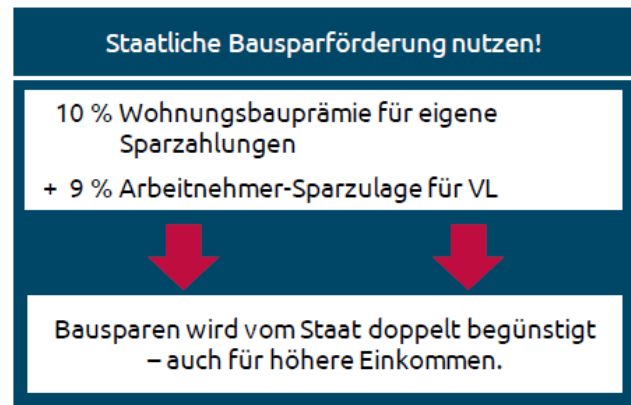 Staatliche Bausparförderung nutzen!
10 % Wohnungsbauprämie für eigene
Sparzahlungen
+ 9 % Arbeitnehmer-Sparzulage für VL
Bausparen wird vom Staat doppelt begünstigt
– auch für höhere Einkommen.